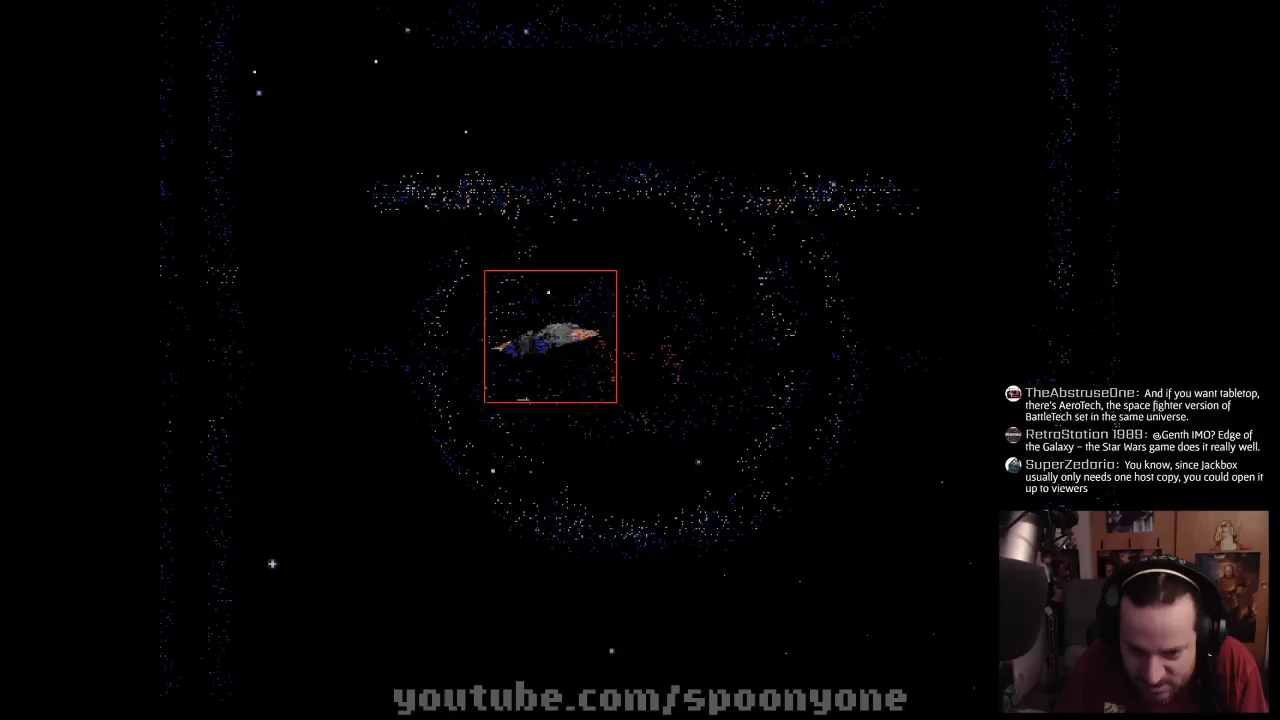 TheAbstruseOne: And if you want tabletop,
there's AeroTech, the space fighter version of
BattleTech set in the same universe.
RetroStation 1989: @Genth IMO? Edge of
the Galaxy - the Star Wars game does it really well.
SuperZedorio: You know, since Jackbox
usually only needs one host copy, you could open it
up to viewers
youtube.com/spoonyone